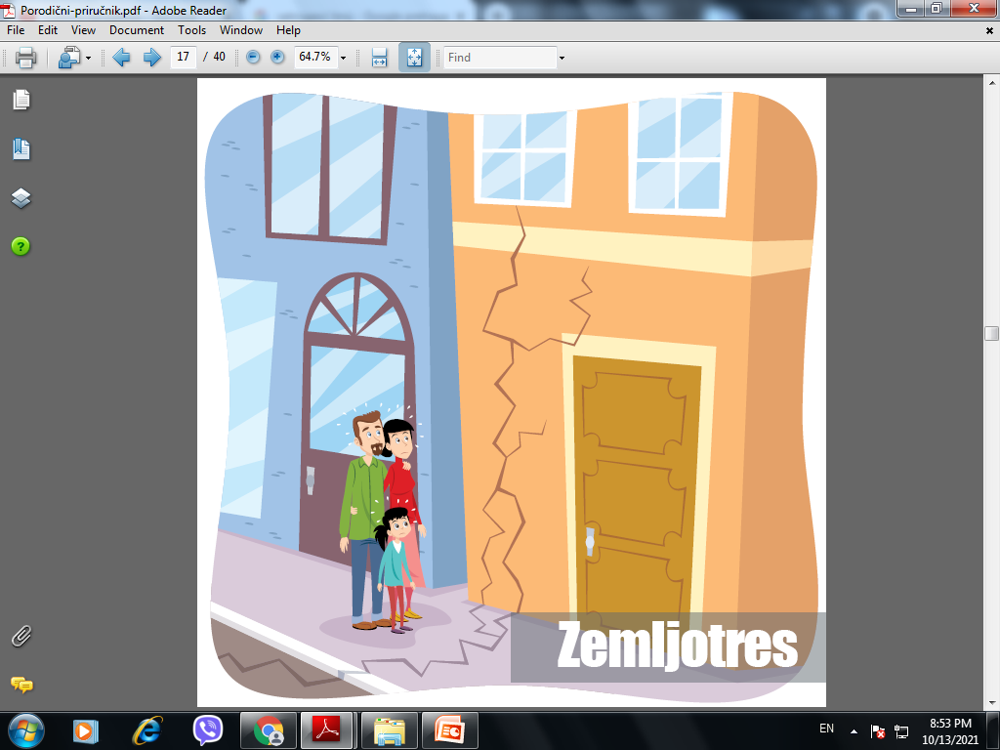 Porodični-priručnik.pdf - Adobe Reader
File Edit View Document Tools Window Help
17 / 40 64.7% Find
Zemljotres
EN 8:53 PM
10/13/2021